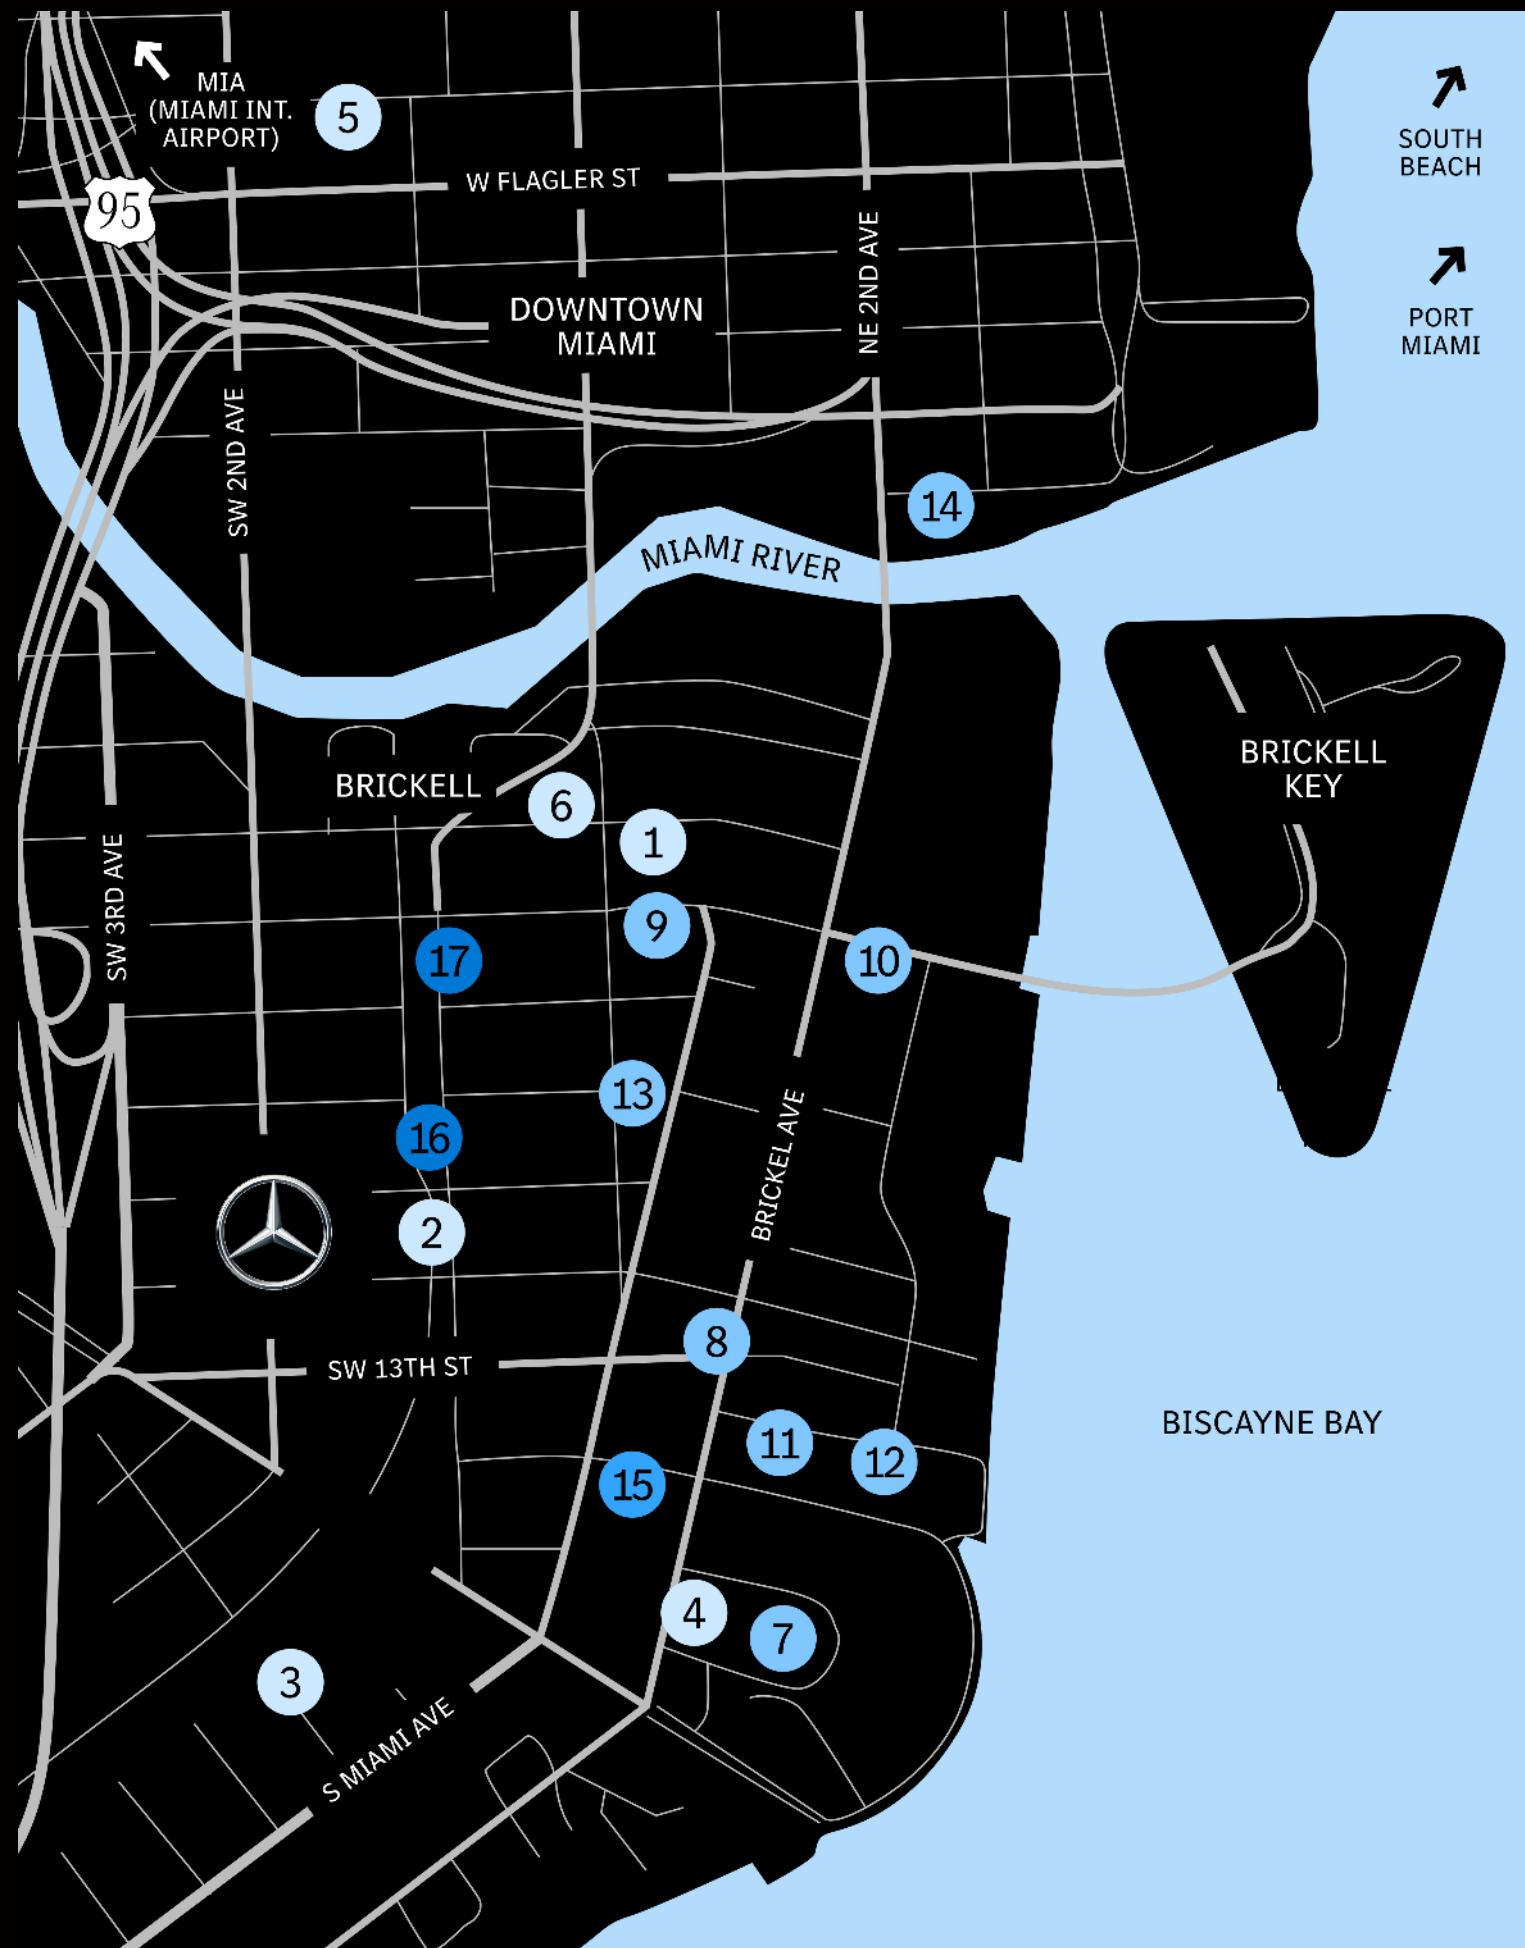 MIA
(MIAMI INT.
AIRPORT)
5
SOUTH
BEACH
W FLAGLER ST
95
NE 2ND AVE
DOWNTOWN
MIAMI
PORT
MIAMI
SW 2ND AVE
14
MIAMI RIVER
BRICKELL
KEY
BRICKELL
6
1
SW 3RD AVE
9
17
10
13
16
BRICKEL AVE
2
8
SW 13TH ST
BISCAYNE BAY
11
12
15
4
7
3
S MIAMI AVE